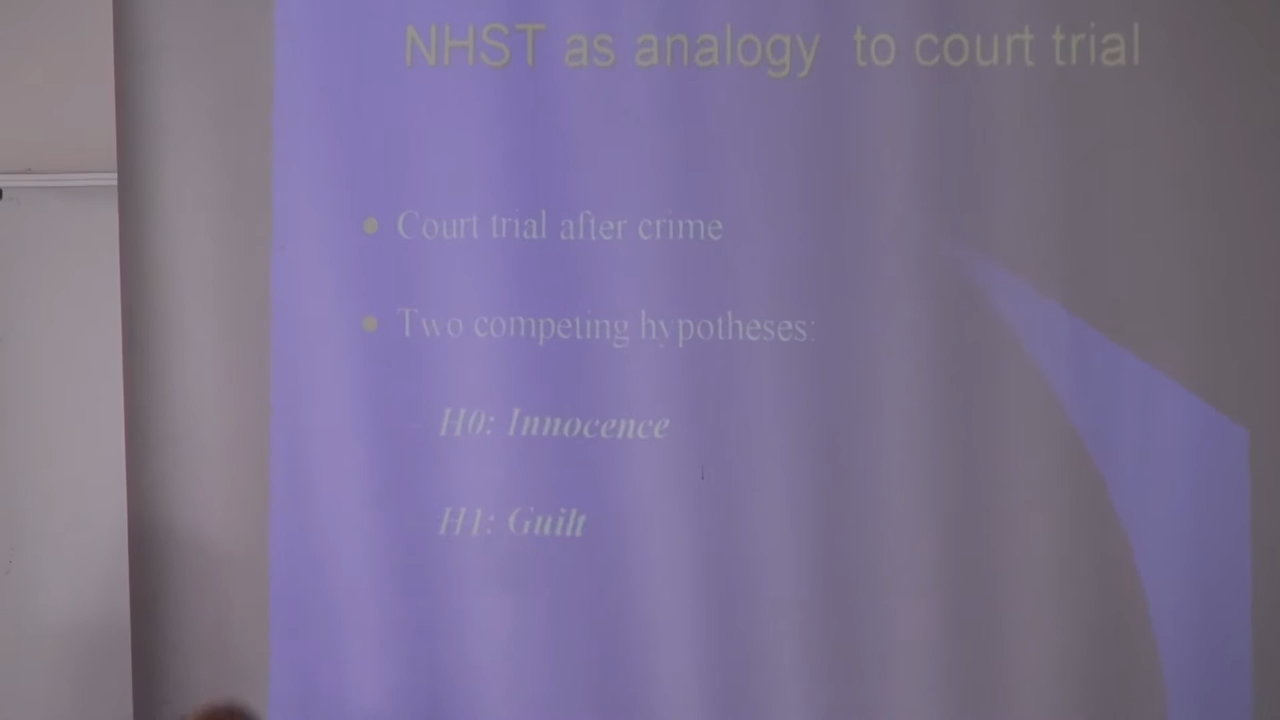 NHST as analogy to court trial
• Court trial after crime
• Two competing hypotheses:
H0: Innocence
H1: Guilt